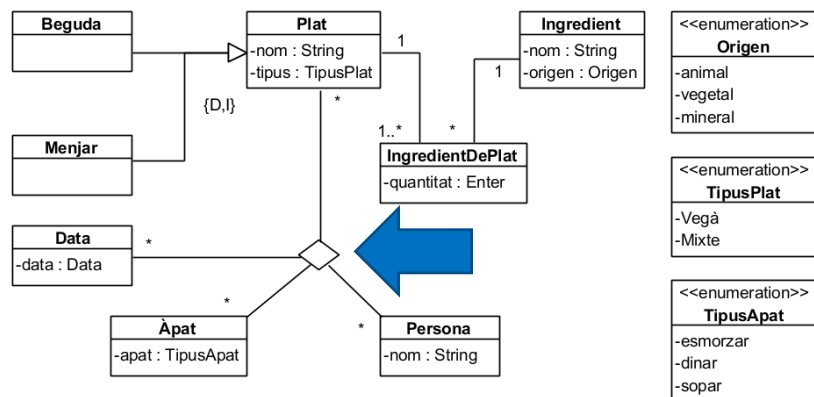 Beguda
Plat
-nom : String
-tipus : TipusPlat
1
Ingredient
-nom : String
-origen : Origen
1
<<enumeration>>
Origen
-animal
-vegetal
-mineral
{D,I}
*
Menjar
1..*
*
IngredientDePlat
-quantitat : Enter
<<enumeration>>
TipusPlat
-Vegà
-Mixte
Data
-data : Data
*
<<enumeration>>
TipusApat
-esmorzar
-dinar
-sopar
*
*
Àpat
-apat : TipusApat
Persona
-nom : String